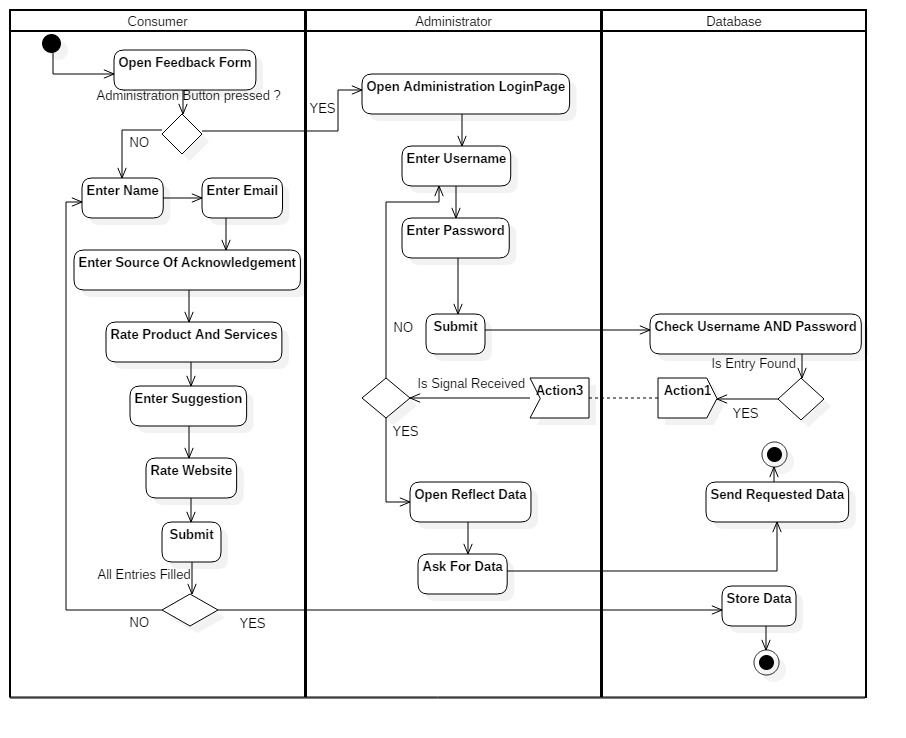 Consumer
Administrator
Database
Open Feedback Form
Administration Button pressed ?
YES
Open Administration LoginPage
NO
Enter Username
Enter Name
Enter Email
Enter Password
Enter Source Of Acknowledgement
Rate Product And Services
NO
Submit
Check Username AND Password
Is Entry Found
Enter Suggestion
Is Signal Received
Action3
Action1
YES
YES
Rate Website
Open Reflect Data
Send Requested Data
Submit
All Entries Filled
Ask For Data
Store Data
NO
YES